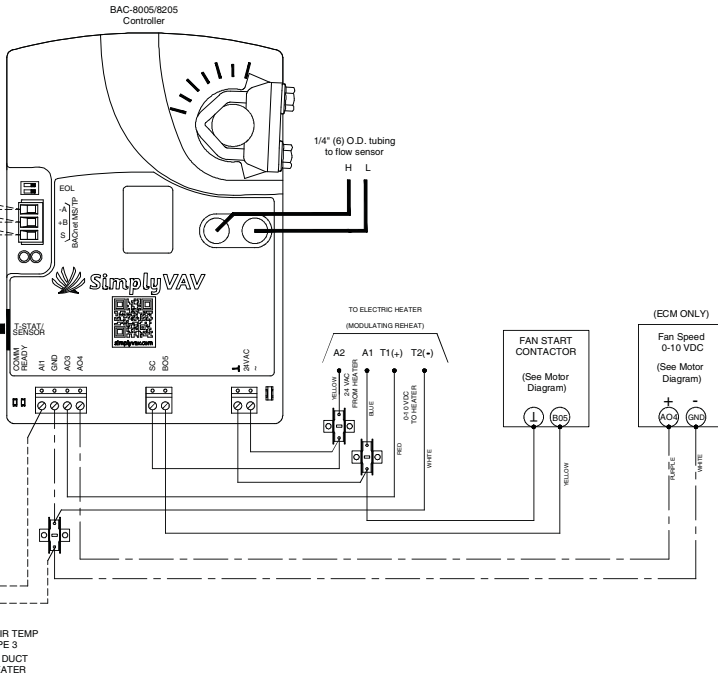 BAC-8005/8205
Controller
1/4" (6) O.D. tubing
to flow sensor
H L
EOL
-A
+B
S
BACnet MS/TP
SimplyVAV
simplyvav.com
T-STAT/
SENSOR
COMM
READY
AI1
GND
AO3
AO4
SC
BO5
24VAC
~
TO ELECTRIC HEATER
(MODULATING REHEAT)
A2 A1 T1(+) T2(-)
YELLOW
24 VAC
FROM HEATER
BLUE
RED
0-10 VDC
TO HEATER
WHITE
FAN START
CONTACTOR
(See Motor
Diagram)
B05
YELLOW
(ECM ONLY)
Fan Speed
0-10 VDC
(See Motor
Diagram)
+ -
AO4 GND
PURPLE
WHITE
IR TEMP
PE 3
DUCT
ATER